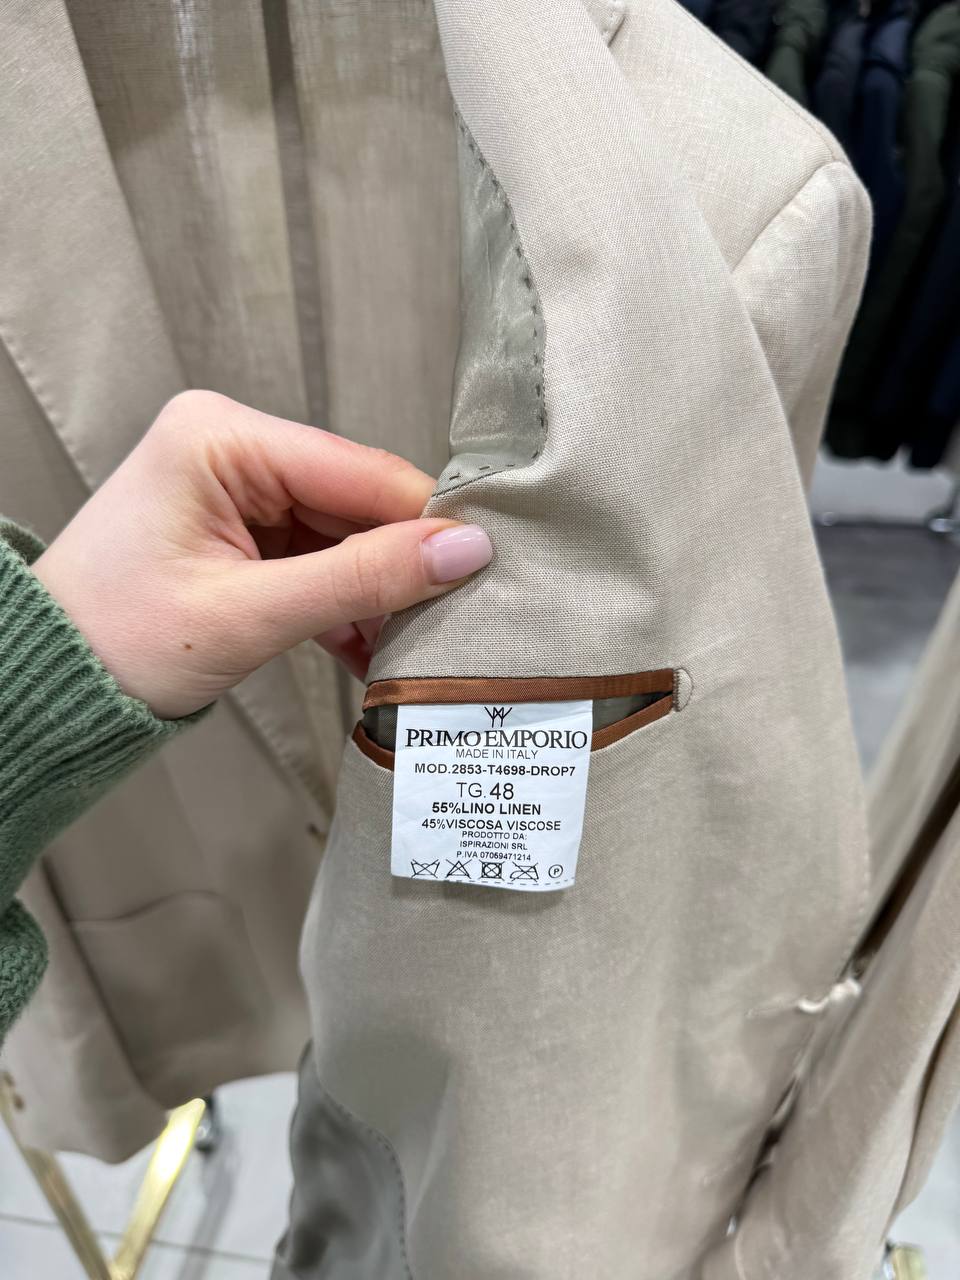 PRIMO EMPORIO
MADE IN ITALY
MOD.2853-T4698-DROP7
TG.48
55%LINO LINEN
45%VISCOSA VISCOSE
PRODOTTO DA:
ISPIRAZIONI SRL
P.IVA 07059471214
P